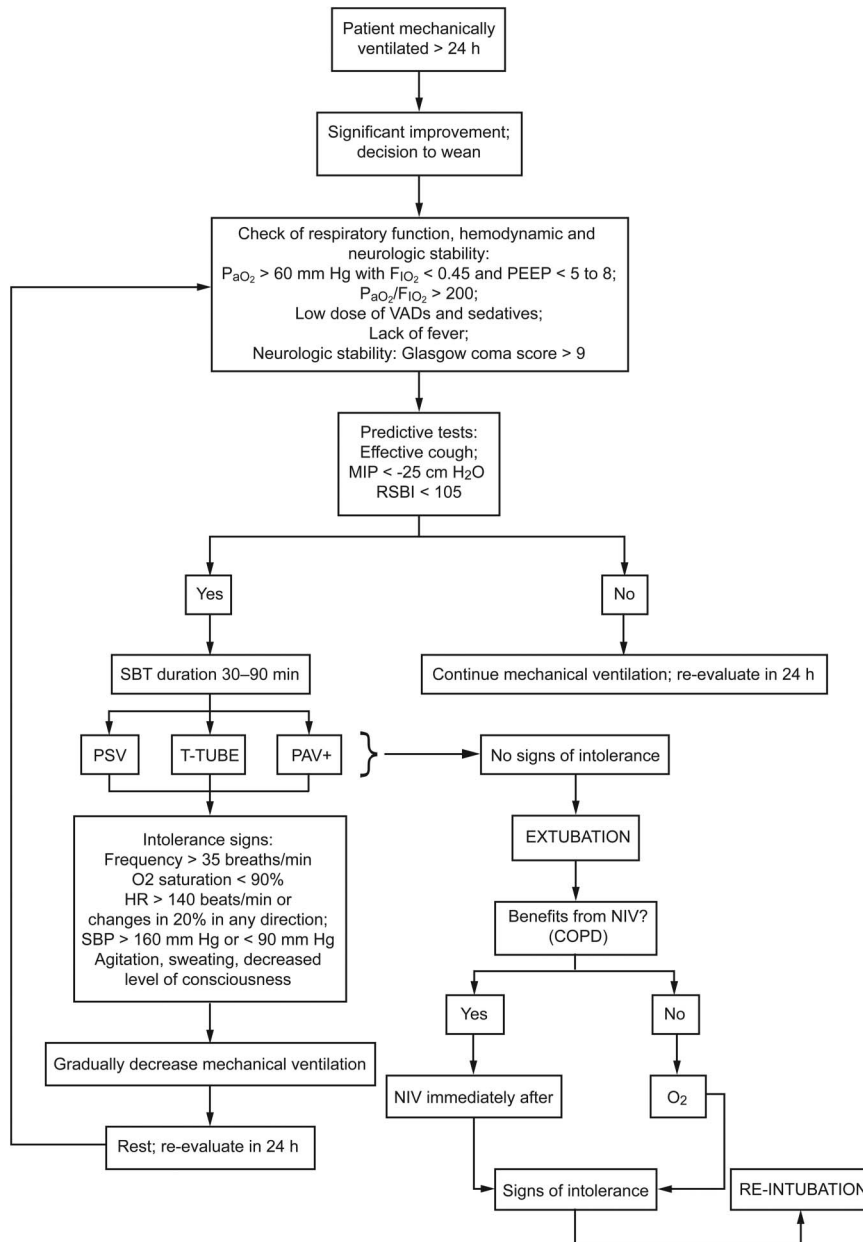 Patient mechanically
ventilated > 24 h
Significant improvement;
decision to wean
Check of respiratory function, hemodynamic and
neurologic stability:
PaO2 > 60 mm Hg with FIO2 < 0.45 and PEEP < 5 to 8;
PaO2/FIO2 > 200;
Low dose of VADs and sedatives;
Lack of fever;
Neurologic stability: Glasgow coma score > 9
Predictive tests:
Effective cough;
MIP < -25 cm H2O
RSBI < 105
Yes
No
SBT duration 30–90 min
Continue mechanical ventilation; re-evaluate in 24 h
PSV
T-TUBE
PAV+
No signs of intolerance
Intolerance signs:
Frequency > 35 breaths/min
O2 saturation < 90%
HR > 140 beats/min or
changes in 20% in any direction;
SBP > 160 mm Hg or < 90 mm Hg
Agitation, sweating, decreased
level of consciousness
EXTUBATION
Benefits from NIV?
(COPD)
Yes
No
Gradually decrease mechanical ventilation
NIV immediately after
O2
Rest; re-evaluate in 24 h
Signs of intolerance
RE-INTUBATION